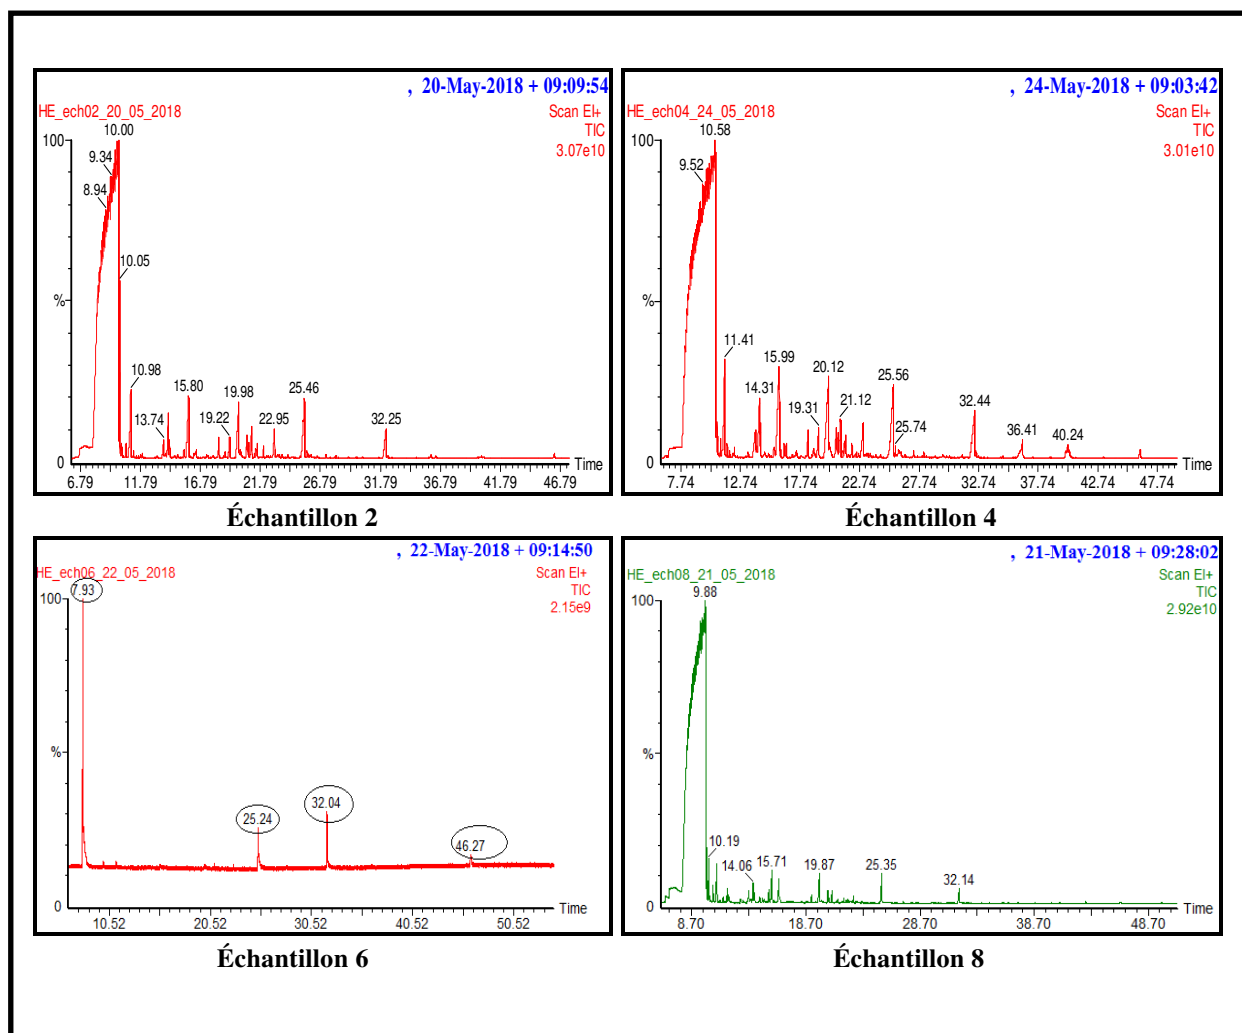 , 20-May-2018 + 09:09:54
HE_ech02_20_05_2018
Scan EI+
TIC
3.07e10
100
%
0
10.00
9.34
8.94
10.05
10.98
13.74
15.80
19.22
19.98
22.95
25.46
32.25
Time
6.79 11.79 16.79 21.79 26.79 31.79 36.79 41.79 46.79
Échantillon 2
, 24-May-2018 + 09:03:42
HE_ech04_24_05_2018
Scan EI+
TIC
3.01e10
100
%
0
10.58
9.52
11.41
14.31
15.99
19.31
20.12
21.12
25.56
25.74
32.44
36.41
40.24
Time
7.74 12.74 17.74 22.74 27.74 32.74 37.74 42.74 47.74
Échantillon 4
, 22-May-2018 + 09:14:50
HE_ech06_22_05_2018
Scan EI+
TIC
2.15e9
100
%
0
7.93
25.24
32.04
46.27
Time
10.52 20.52 30.52 40.52 50.52
Échantillon 6
, 21-May-2018 + 09:28:02
HE_ech08_21_05_2018
Scan EI+
TIC
2.92e10
100
%
0
9.88
10.19
14.06
15.71
19.87
25.35
32.14
Time
8.70 18.70 28.70 38.70 48.70
Échantillon 8